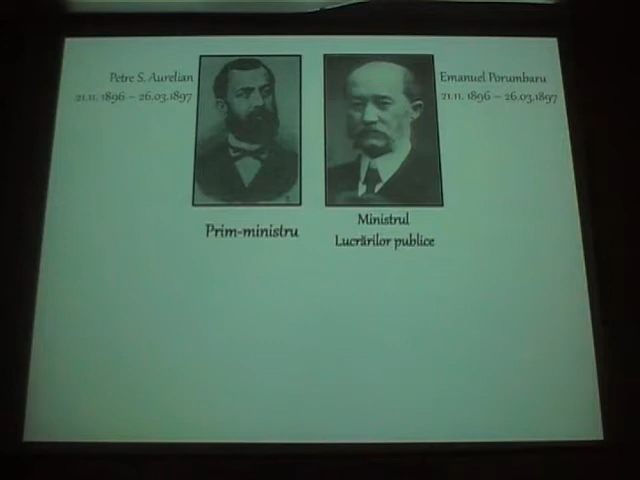 Petre S. Aurelian
21.11. 1896 – 26.03.1897
Emanuel Porumbaru
21.11. 1896 – 26.03.1897
Prim-ministru
Ministrul
Lucrărilor publice